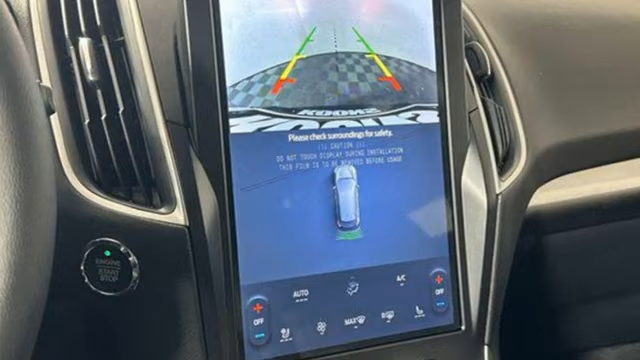 KOONS
Please check surroundings for safety.
(!) CAUTION (!)
DO NOT TOUCH DISPLAY DURING INSTALLATION
THIS FILM IS TO BE REMOVED BEFORE USAGE
ENGINE
START
STOP
AUTO
A/C
OFF
MAX
OFF